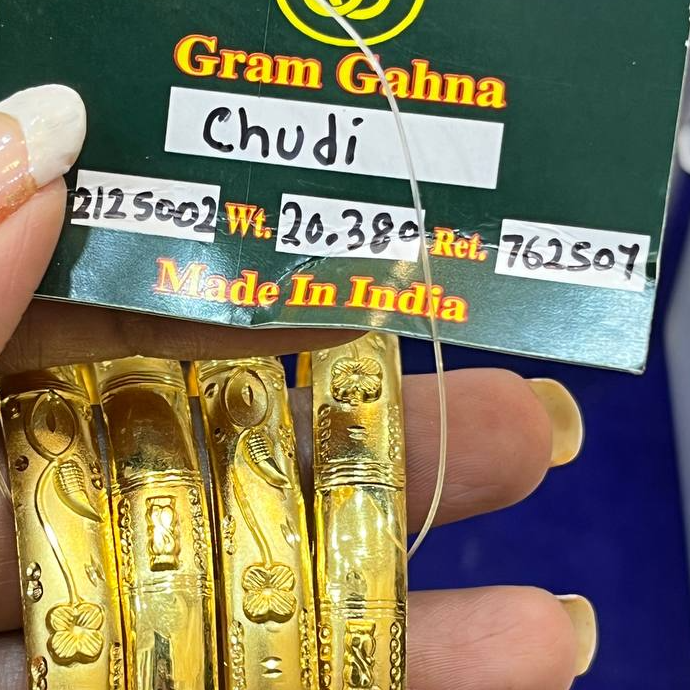 Gram Gahna
Chudi
2125002 Wt. 20.380 Ret. 762507
Made In India